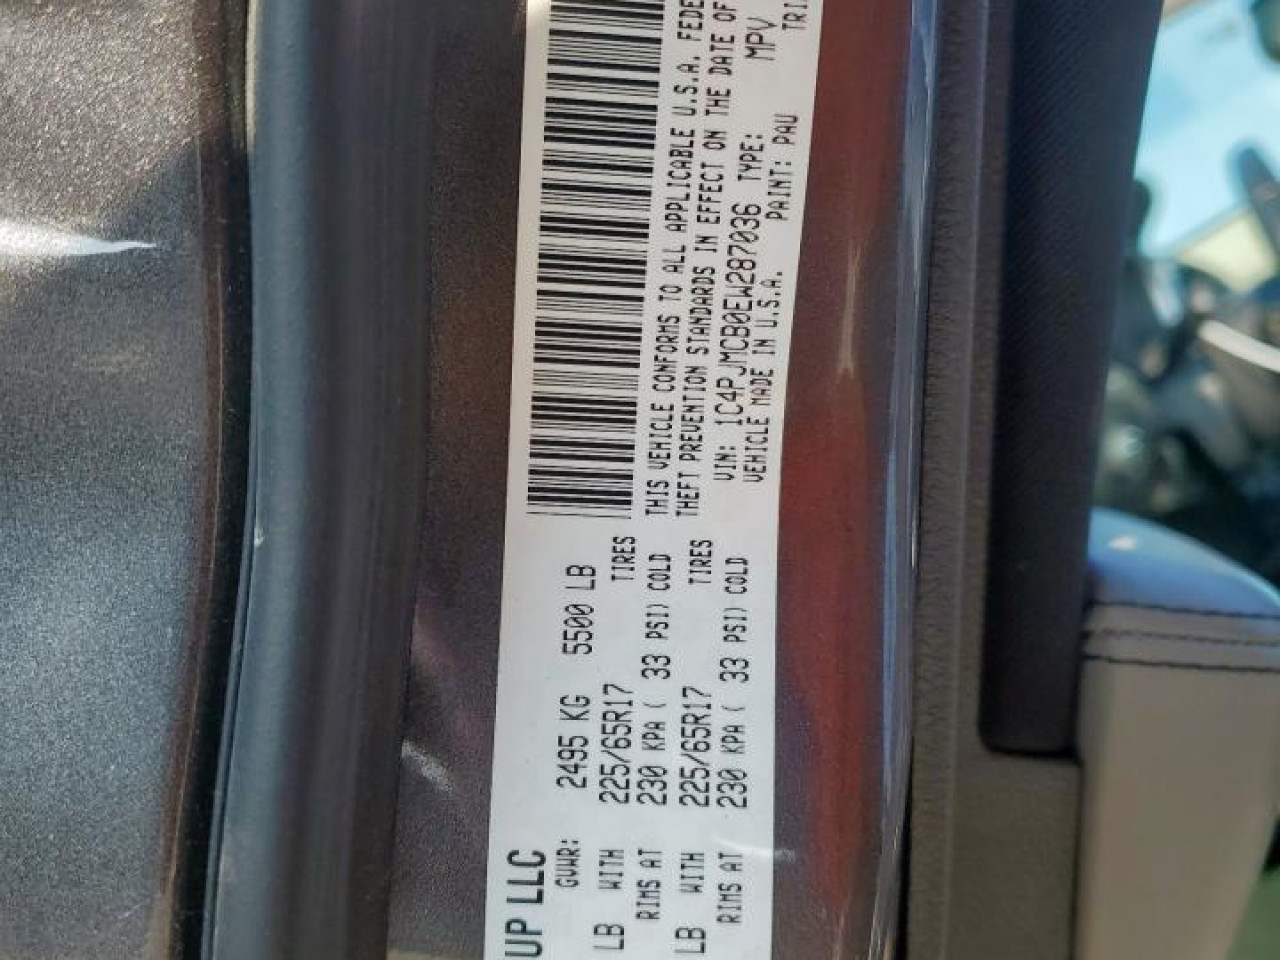 UP LLC
GVWR: 2495 KG 5500 LB
LB WITH 225/65R17 TIRES
RIMS AT 230 KPA ( 33 PSI) COLD
LB WITH 225/65R17 TIRES
RIMS AT 230 KPA ( 33 PSI) COLD
THIS VEHICLE CONFORMS TO ALL APPLICABLE U.S.A. FEDE
THEFT PREVENTION STANDARDS IN EFFECT ON THE DATE OF
VIN: 1C4PJMCB0EW287036 TYPE: MPV
VEHICLE MADE IN U.S.A. PAINT: PAU TRI